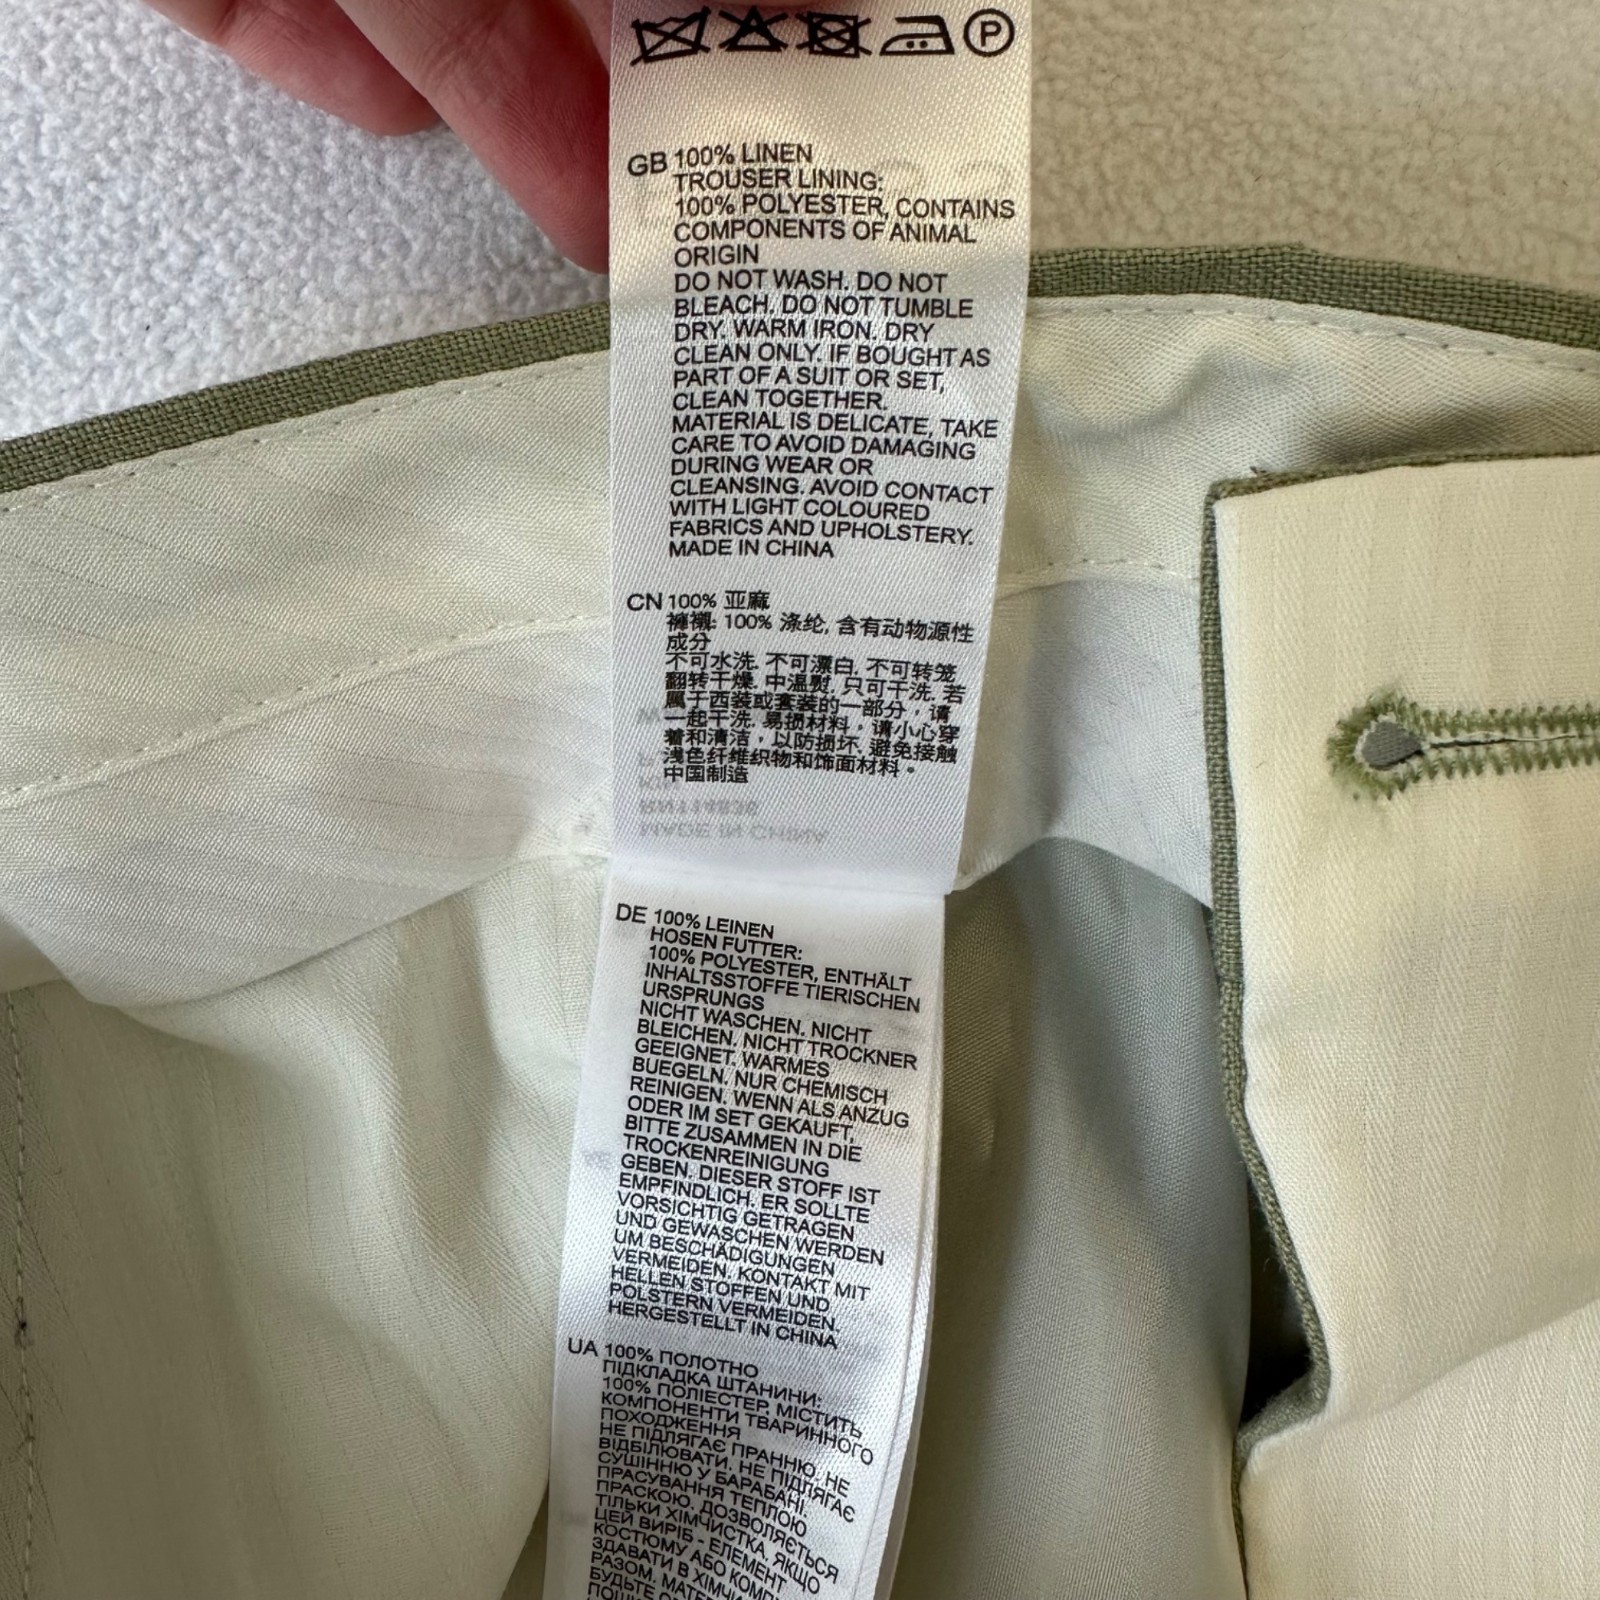 P
GB 100% LINEN
TROUSER LINING:
100% POLYESTER, CONTAINS
COMPONENTS OF ANIMAL
ORIGIN
DO NOT WASH. DO NOT
BLEACH. DO NOT TUMBLE
DRY. WARM IRON. DRY
CLEAN ONLY. IF BOUGHT AS
PART OF A SUIT OR SET,
CLEAN TOGETHER.
MATERIAL IS DELICATE, TAKE
CARE TO AVOID DAMAGING
DURING WEAR OR
CLEANSING. AVOID CONTACT
WITH LIGHT COLOURED
FABRICS AND UPHOLSTERY.
MADE IN CHINA
CN 100% 亚麻
褲襯: 100% 涤纶, 含有动物源性
成分
不可水洗. 不可漂白. 不可转笼
翻转干燥. 中温熨. 只可干洗. 若
属于西装或套装的一部分，请
一起干洗. 易损材料，请小心穿
着和清洁，以防损坏. 避免接触
浅色纤维织物和饰面材料。
中国制造
DE 100% LEINEN
HOSEN FUTTER:
100% POLYESTER, ENTHÄLT
INHALTSSTOFFE TIERISCHEN
URSPRUNGS
NICHT WASCHEN. NICHT
BLEICHEN. NICHT TROCKNER
GEEIGNET. WARMES
BUEGELN. NUR CHEMISCH
REINIGEN. WENN ALS ANZUG
ODER IM SET GEKAUFT,
BITTE ZUSAMMEN IN DIE
TROCKENREINIGUNG
GEBEN. DIESER STOFF IST
EMPFINDLICH. ER SOLLTE
VORSICHTIG GETRAGEN
UND GEWASCHEN WERDEN
UM BESCHÄDIGUNGEN
VERMEIDEN. KONTAKT MIT
HELLEN STOFFEN UND
POLSTERN VERMEIDEN.
HERGESTELLT IN CHINA
UA 100% ПОЛОТНО
ПІДКЛАДКА ШТАНИНИ:
100% ПОЛІЕСТЕР, МІСТИТЬ
КОМПОНЕНТИ ТВАРИННОГО
ПОХОДЖЕННЯ
НЕ ПІДЛЯГАЄ ПРАННЮ. НЕ
ВІДБІЛЮВАТИ. НЕ ПІДЛЯГАЄ
СУШІННЮ У БАРАБАНІ.
ПРАСУВАННЯ ТЕПЛОЮ
ПРАСКОЮ. ДОЗВОЛЯЄТЬСЯ
ТІЛЬКИ ХІМЧИСТКА. ЯКЩО
ЦЕЙ ВИРІБ - ЕЛЕМЕНТ
КОСТЮМУ АБО
ЗДАВАТИ В
РАЗОМ.
БУДЬТЕ